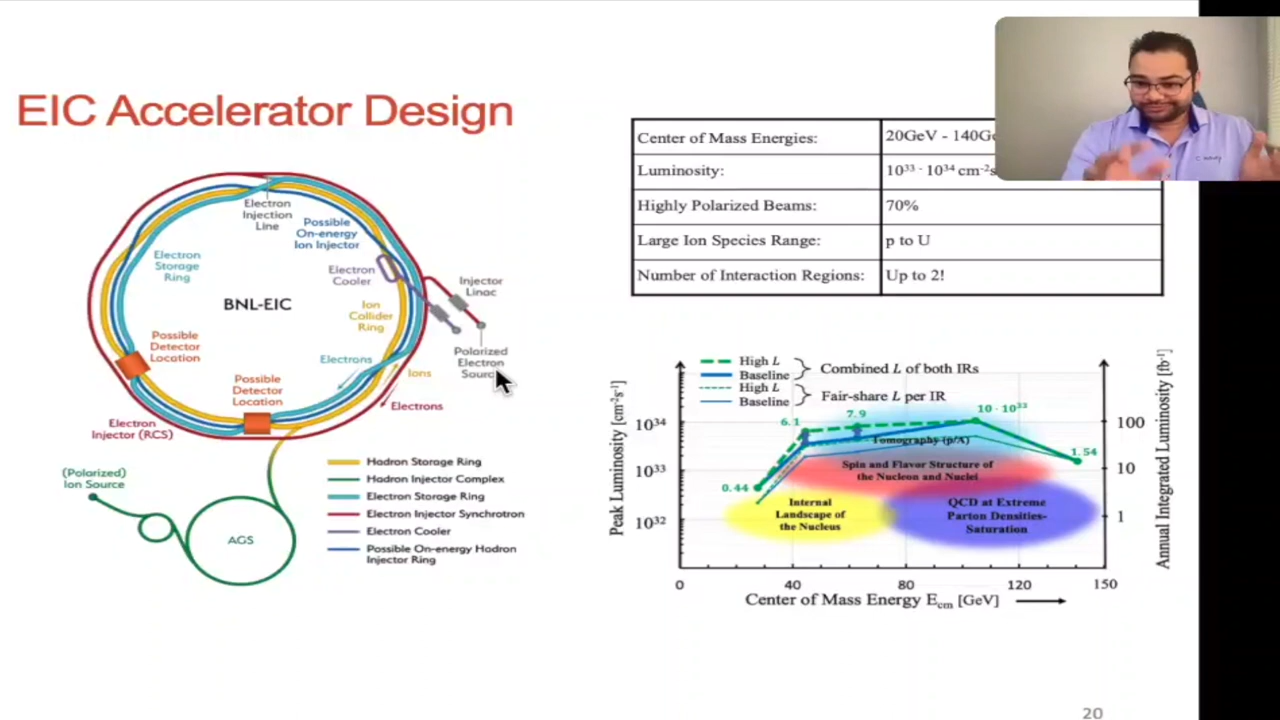 EIC Accelerator Design
Electron
Injection
Line
Possible
On-energy
Ion Injector
Electron
Storage
Ring
Electron
Cooler
BNL-EIC
Ion
Collider
Ring
Injector
Linac
Possible
Detector
Location
Electrons
Ions
Polarized
Electron
Possible
Detector
Location
Electrons
Electron
Injector (RCS)
(Polarized)
Ion Source
AGS
Hadron Storage Ring
Hadron Injector Complex
Electron Storage Ring
Electron Injector Synchrotron
Electron Cooler
Possible On-energy Hadron
Injector Ring
Center of Mass Energies: 20GeV - 140Ge
Luminosity: 10³³ - 10³⁴ cm⁻²s
Highly Polarized Beams: 70%
Large Ion Species Range: p to U
Number of Interaction Regions: Up to 2!
High L
Baseline
Combined L of both IRs
High L
Baseline
Fair-share L per IR
Peak Luminosity [cm⁻²s⁻¹]
10³⁴
10³³
10³²
0.44
6.1
7.9
10 · 10³³
1.54
Tomography (p/A)
Spin and Flavor Structure of
the Nucleon and Nuclei
Internal
Landscape of
the Nucleus
QCD at Extreme
Parton Densities-
Saturation
100
10
1
Annual Integrated Luminosity [fb⁻¹]
0 40 80 120 150
Center of Mass Energy Ecm [GeV]
20